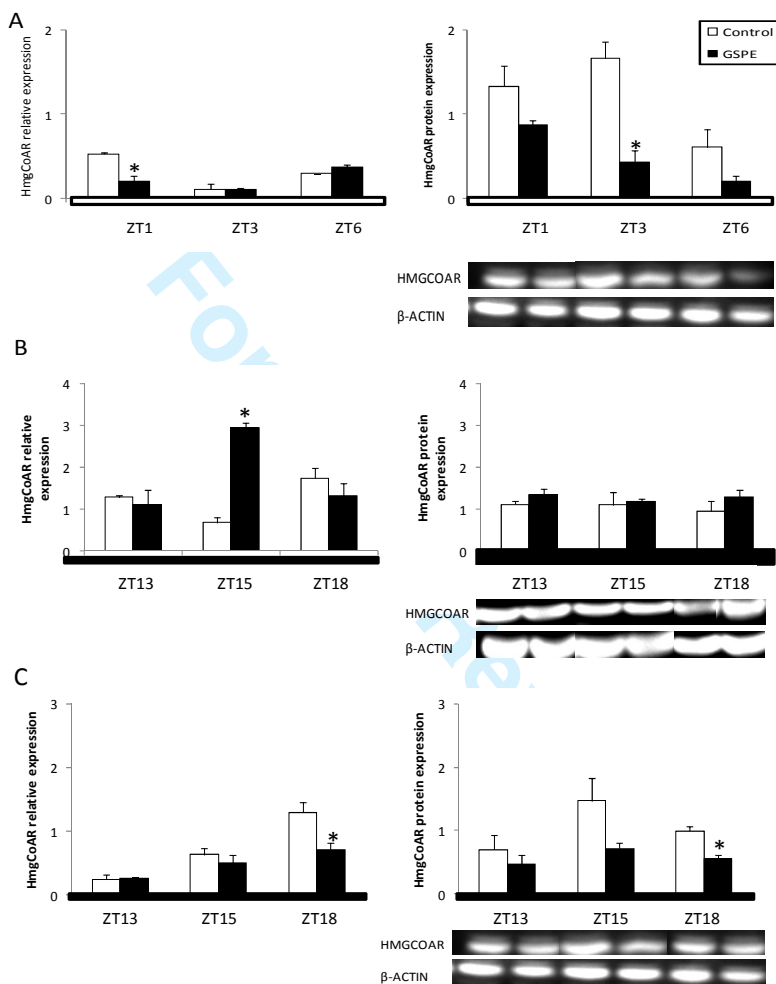 A
HmgCoAR relative expression
2
1
0
*
ZT1 ZT3 ZT6
HmgCoAR protein expression
2
1
0
*
ZT1 ZT3 ZT6
Control
GSPE
HMGCOAR
β-ACTIN
For
B
HmgCoAR relative
expression
4
3
2
1
0
*
ZT13 ZT15 ZT18
HmgCoAR protein
expression
4
3
2
1
0
ZT13 ZT15 ZT18
HMGCOAR
β-ACTIN
C
HmgCoAR relative expression
3
2
1
0
*
ZT13 ZT15 ZT18
HmgCoAR protein expression
3
2
1
0
*
ZT13 ZT15 ZT18
HMGCOAR
β-ACTIN